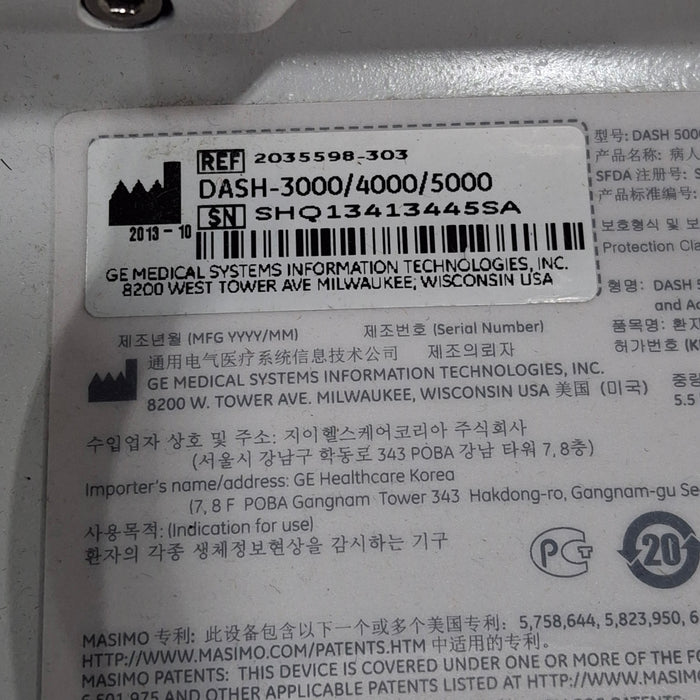 REF 2035598-303
DASH-3000/4000/5000
2013-10
SN SHQ13413445SA
GE MEDICAL SYSTEMS INFORMATION TECHNOLOGIES, INC.
8200 WEST TOWER AVE MILWAUKEE, WISCONSIN USA
型号: DASH 500
产品名称: 病人
SFDA 注册号:
产品标准编号:
보호형식 및 보
Protection Cla
형명: DASH 5
and Ac
품목명: 환자
허가번호 (K
중량
5.5
제조년월 (MFG YYYY/MM) 제조번호 (Serial Number)
通用电气医疗系统信息技术公司 제조의뢰자
GE MEDICAL SYSTEMS INFORMATION TECHNOLOGIES, INC.
8200 W. TOWER AVE. MILWAUKEE, WISCONSIN USA 美国 (미국)
수입업자 상호 및 주소: 지이헬스케어코리아 주식회사
(서울시 강남구 학동로 343 POBA 강남 타워 7, 8층)
Importer's name/address: GE Healthcare Korea
(7, 8 F POBA Gangnam Tower 343 Hakdong-ro, Gangnam-gu Se
사용목적: (Indication for use)
환자의 각종 생체정보현상을 감시하는 기구
20
MASIMO 专利: 此设备包含以下一个或多个美国专利: 5,758,644, 5,823,950, 6
HTTP://WWW.MASIMO.COM/PATENTS.HTM 中适用的专利.
MASIMO PATENTS: THIS DEVICE IS COVERED UNDER ONE OR MORE OF THE FO
6,501,975 AND OTHER APPLICABLE PATENTS LISTED AT HTTP://WWW.MASI